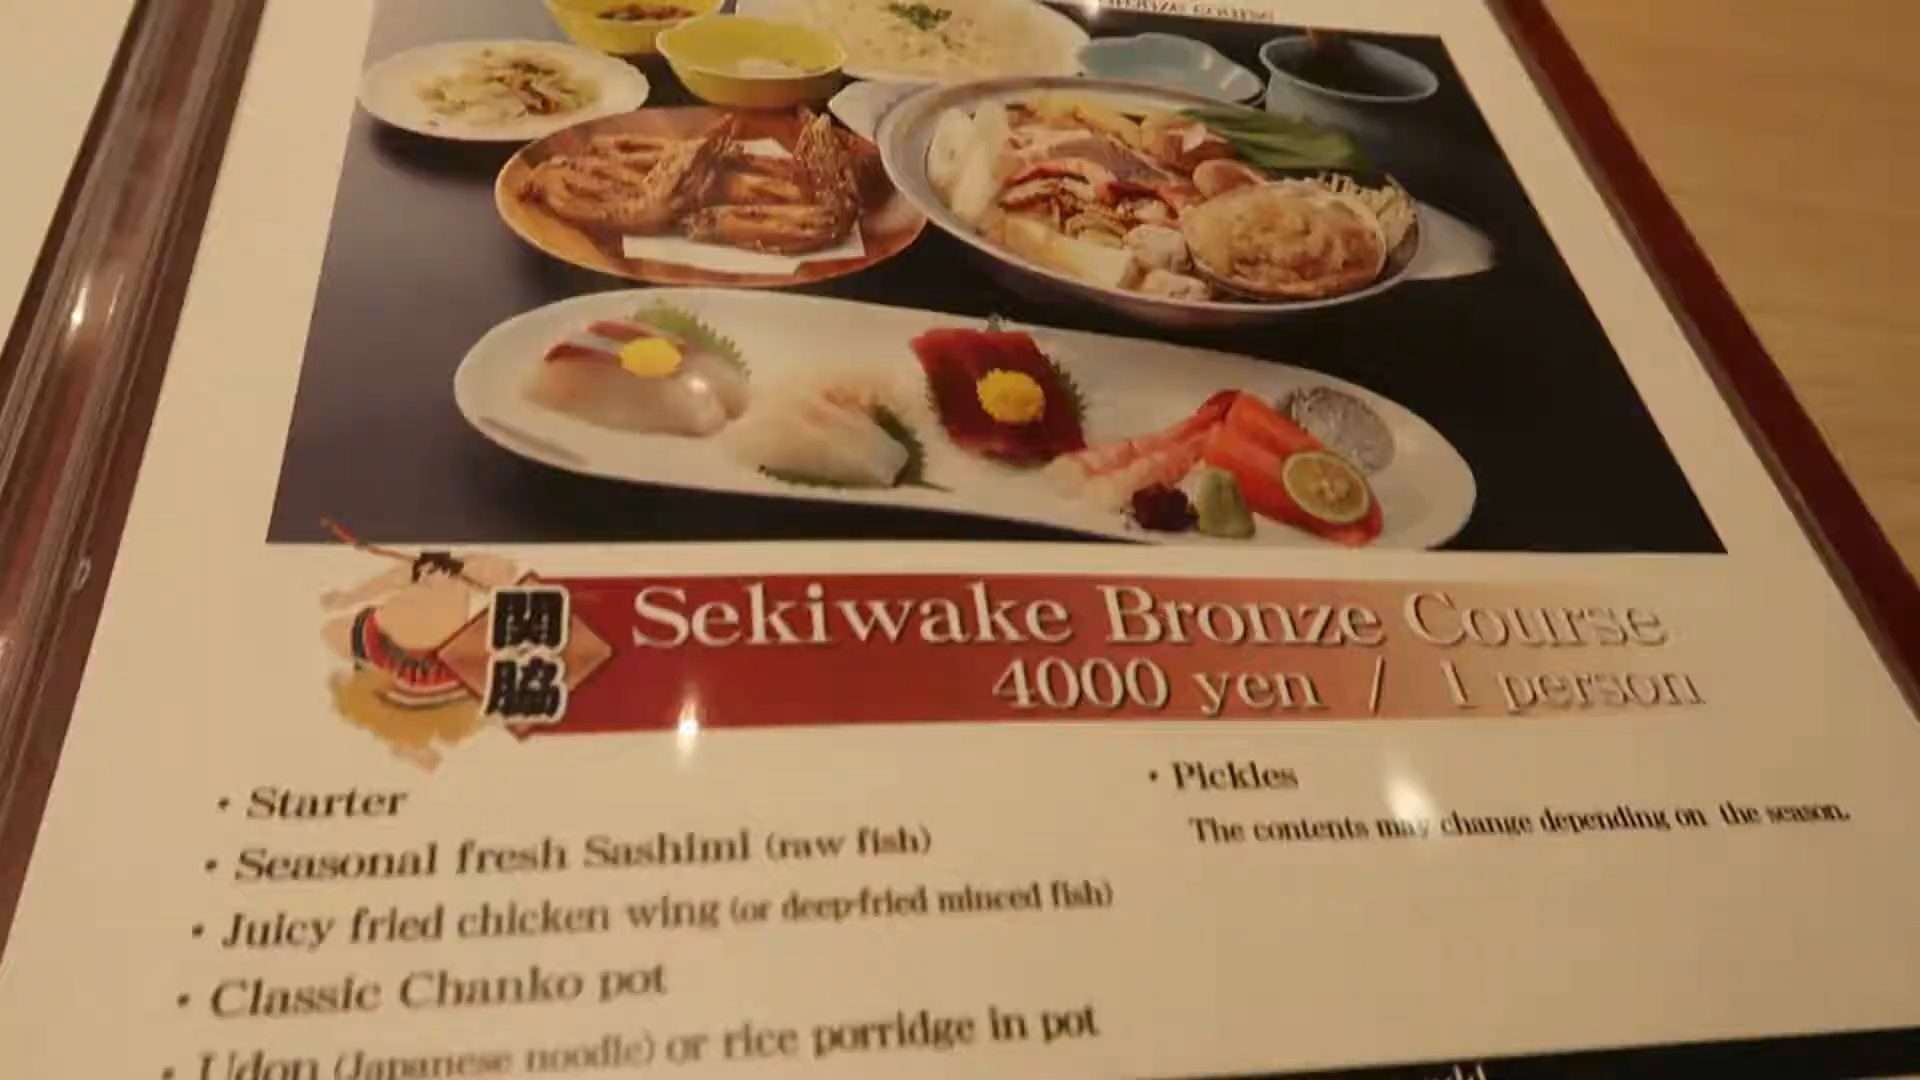 Bronze course
関脇
Sekiwake Bronze Course
4000 yen / 1 person
• Starter
• Seasonal fresh Sashimi (raw fish)
• Juicy fried chicken wing (or deep-fried minced fish)
• Classic Chanko pot
• Udon (Japanese noodle) or rice porridge in pot
• Pickles
The contents may change depending on the season.